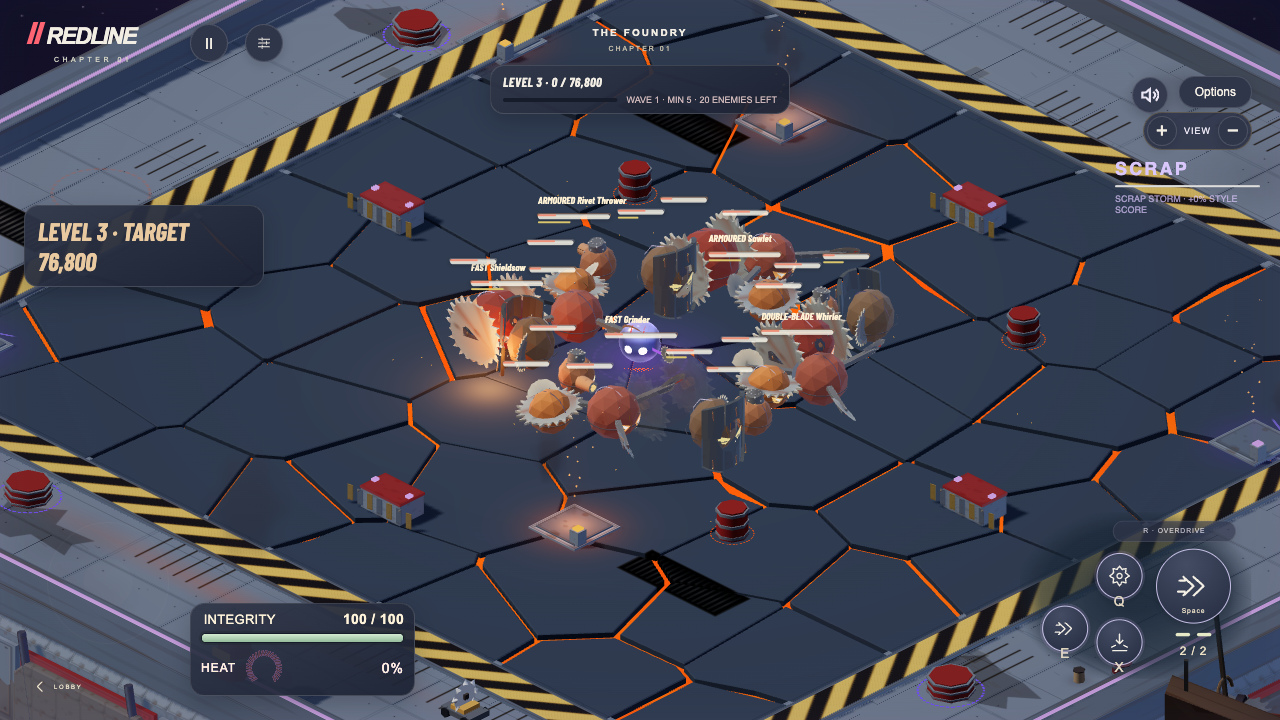 REDLINE
CHAPTER 01
THE FOUNDRY
CHAPTER 01
LEVEL 3 · 0 / 76,800
WAVE 1 · MIN 5 · 20 ENEMIES LEFT
Options
+ VIEW −
SCRAP
SCRAP STORM · +0% STYLE
SCORE
LEVEL 3 · TARGET
76,800
ARMOURED Rivet Thrower
ARMOURED Sawlet
FAST Shieldsaw
FAST Grinder
DOUBLE-BLADE Whirler
R · OVERDRIVE
Q
Space
E
X
2 / 2
INTEGRITY 100 / 100
HEAT 0%
LOBBY